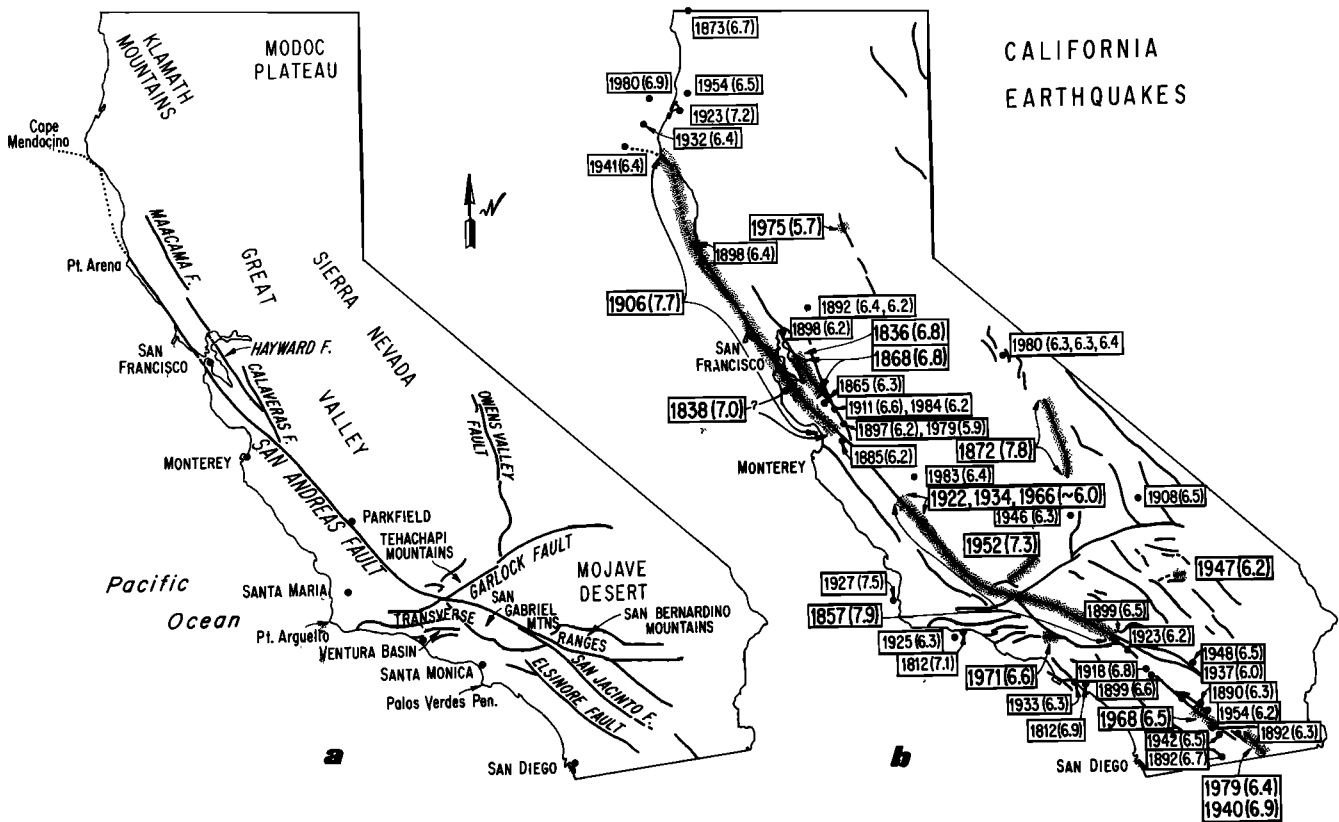 KLAMATH
MOUNTAINS
MODOC
PLATEAU
Cape
Mendocino
N
MAACAMA F.
Pt. Arena
GREAT
VALLEY
SIERRA
NEVADA
HAYWARD F.
SAN
FRANCISCO
CALAVERAS F.
OWENS VALLEY
FAULT
MONTEREY
SAN ANDREAS FAULT
PARKFIELD
TEHACHAPI
MOUNTAINS
GARLOCK FAULT
MOJAVE
DESERT
Pacific
Ocean
SANTA MARIA
SAN
GABRIEL
MTNS
SAN BERNARDINO
MOUNTAINS
TRANSVERSE
RANGES
Pt. Arguello
VENTURA BASIN
SANTA MONICA
Palos Verdes Pen.
SAN JACINTO F.
ELSINORE FAULT
SAN DIEGO
a
CALIFORNIA
EARTHQUAKES
1873 (6.7)
1980 (6.9)
1954 (6.5)
1923 (7.2)
1932 (6.4)
1941 (6.4)
1975 (5.7)
1898 (6.4)
1906 (7.7)
1892 (6.4, 6.2)
1898 (6.2)
1836 (6.8)
1868 (6.8)
SAN
FRANCISCO
1980 (6.3, 6.3, 6.4
1865 (6.3)
1838 (7.0)
?
1911 (6.6), 1984 (6.2
1897 (6.2), 1979 (5.9)
1885 (6.2)
1872 (7.8)
MONTEREY
1983 (6.4)
1922, 1934, 1966 (~6.0)
1908 (6.5)
1946 (6.3)
1952 (7.3)
1947 (6.2)
1927 (7.5)
1857 (7.9)
1899 (6.5)
1925 (6.3)
1812 (7.1)
1923 (6.2)
1971 (6.6)
1918 (6.8)
1899 (6.6)
1948 (6.5)
1937 (6.0)
1933 (6.3)
1812 (6.9)
1890 (6.3)
1968 (6.5)
1954 (6.2)
1942 (6.5)
1892 (6.3)
1892 (6.7)
SAN DIEGO
b
1979 (6.4)
1940 (6.9)